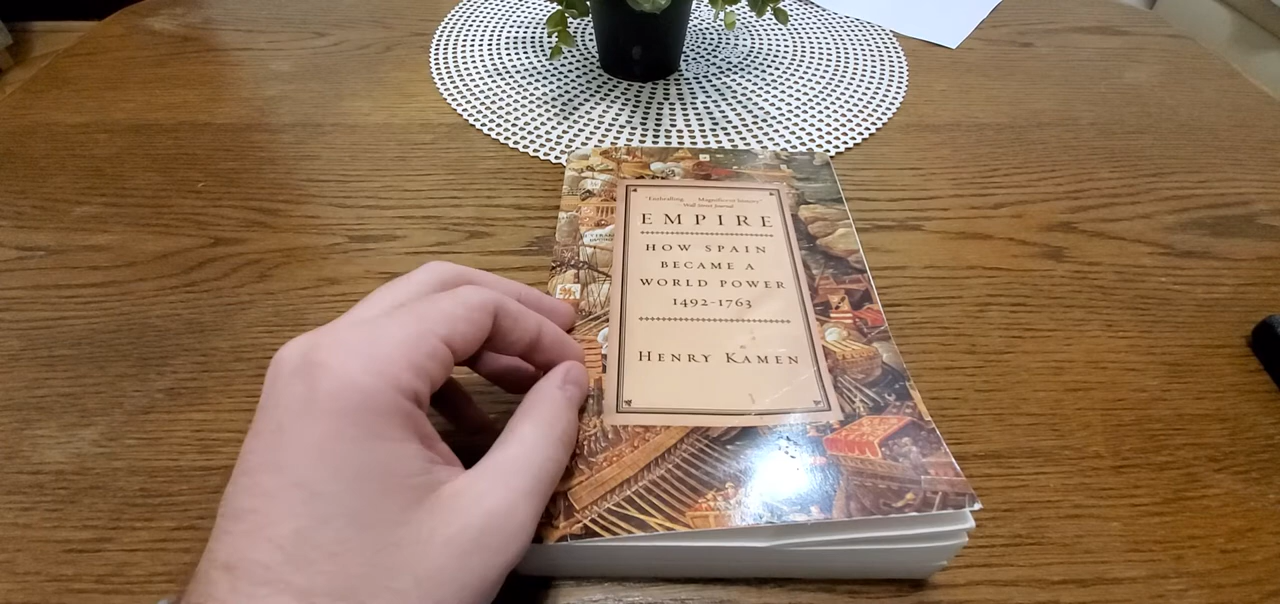 "Enthralling . . . Magnificent history"
Wall Street Journal
EMPIRE
HOW SPAIN
BECAME A
WORLD POWER
1492–1763
HENRY KAMEN